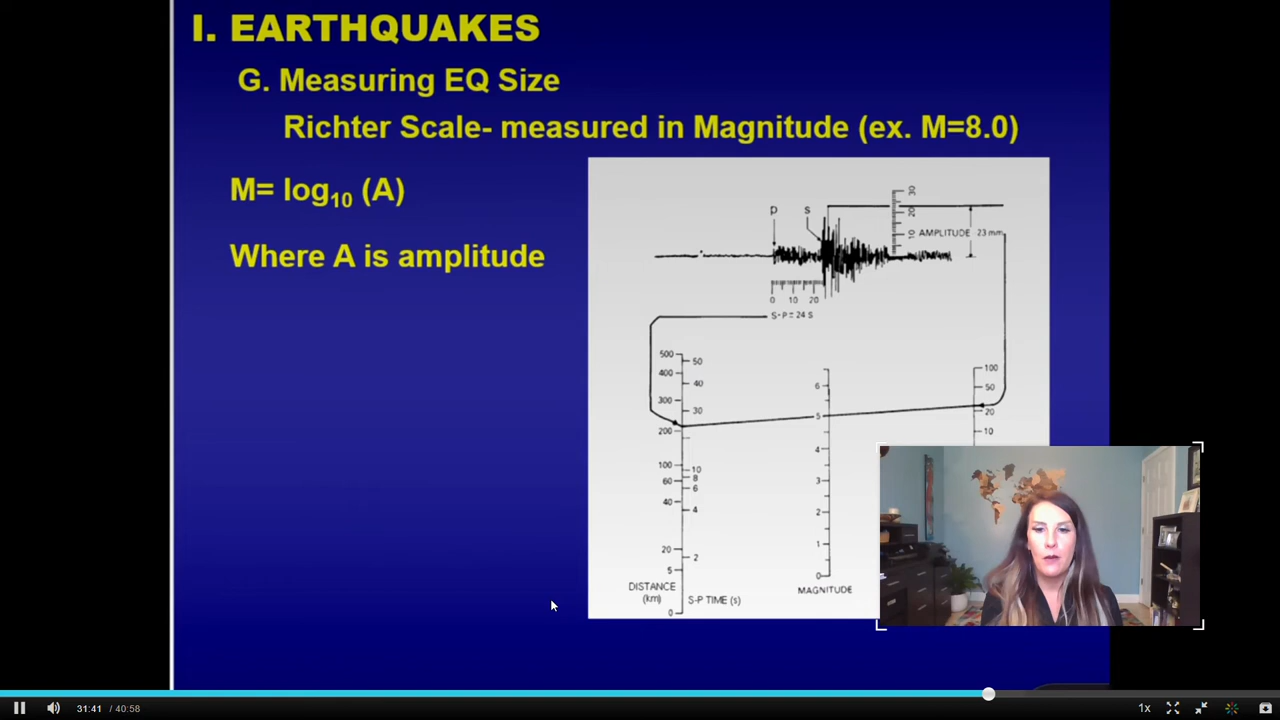 I. EARTHQUAKES
G. Measuring EQ Size
Richter Scale- measured in Magnitude (ex. M=8.0)
M= log10 (A)
Where A is amplitude
p
s
30
20
10
AMPLITUDE 23 mm
0 10 20
S-P = 24 S
500
400
300
200
100
60
40
20
5
0
DISTANCE
(km)
50
40
30
10
8
6
4
2
S-P TIME (s)
6
5
4
3
2
1
0
MAGNITUDE
100
50
20
10
31:41 / 40:58
1x